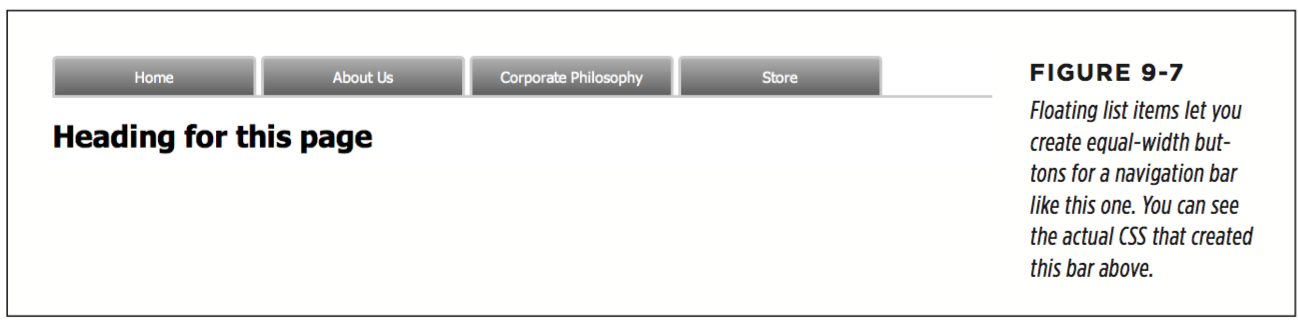 Home About Us Corporate Philosophy Store
Heading for this page
FIGURE 9-7
Floating list items let you
create equal-width but-
tons for a navigation bar
like this one. You can see
the actual CSS that created
this bar above.